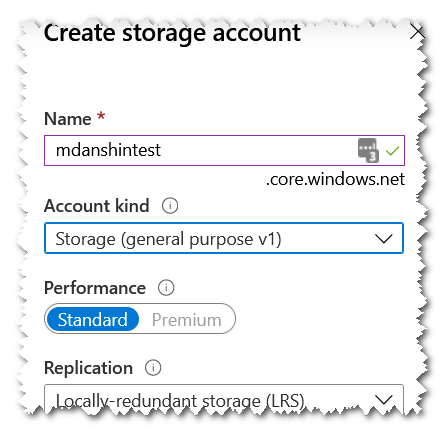 Create storage account
Name *
mdanshintest
3
.core.windows.net
Account kind
Storage (general purpose v1)
Performance
Standard Premium
Replication
Locally-redundant storage (LRS)